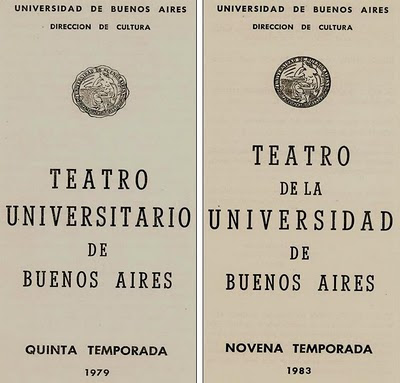 UNIVERSIDAD DE BUENOS AIRES
DIRECCION DE CULTURA
TEATRO
UNIVERSITARIO
DE
BUENOS AIRES
QUINTA TEMPORADA
1979
UNIVERSIDAD DE BUENOS AIRES
DIRECCION DE CULTURA
TEATRO
DE LA
UNIVERSIDAD
DE
BUENOS AIRES
NOVENA TEMPORADA
1983